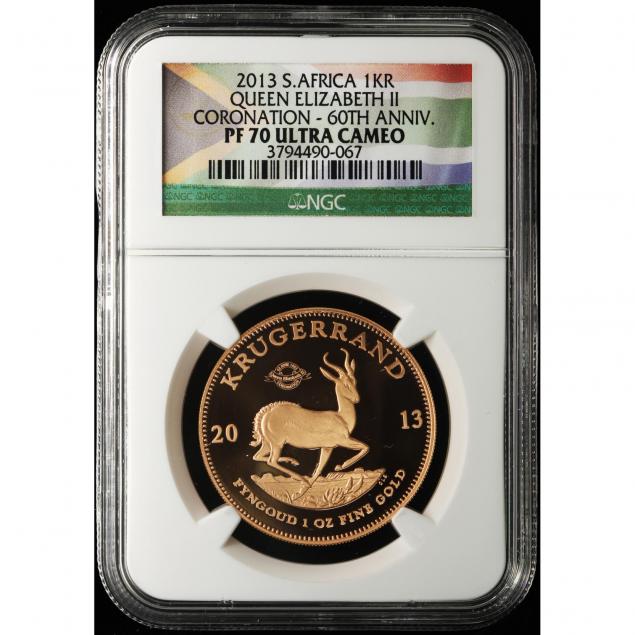 2013 S.AFRICA 1KR
QUEEN ELIZABETH II
CORONATION - 60TH ANNIV.
PF 70 ULTRA CAMEO
3794490-067
NGC
KRUGERRAND
20 13
FYNGOUD 1 OZ FINE GOLD